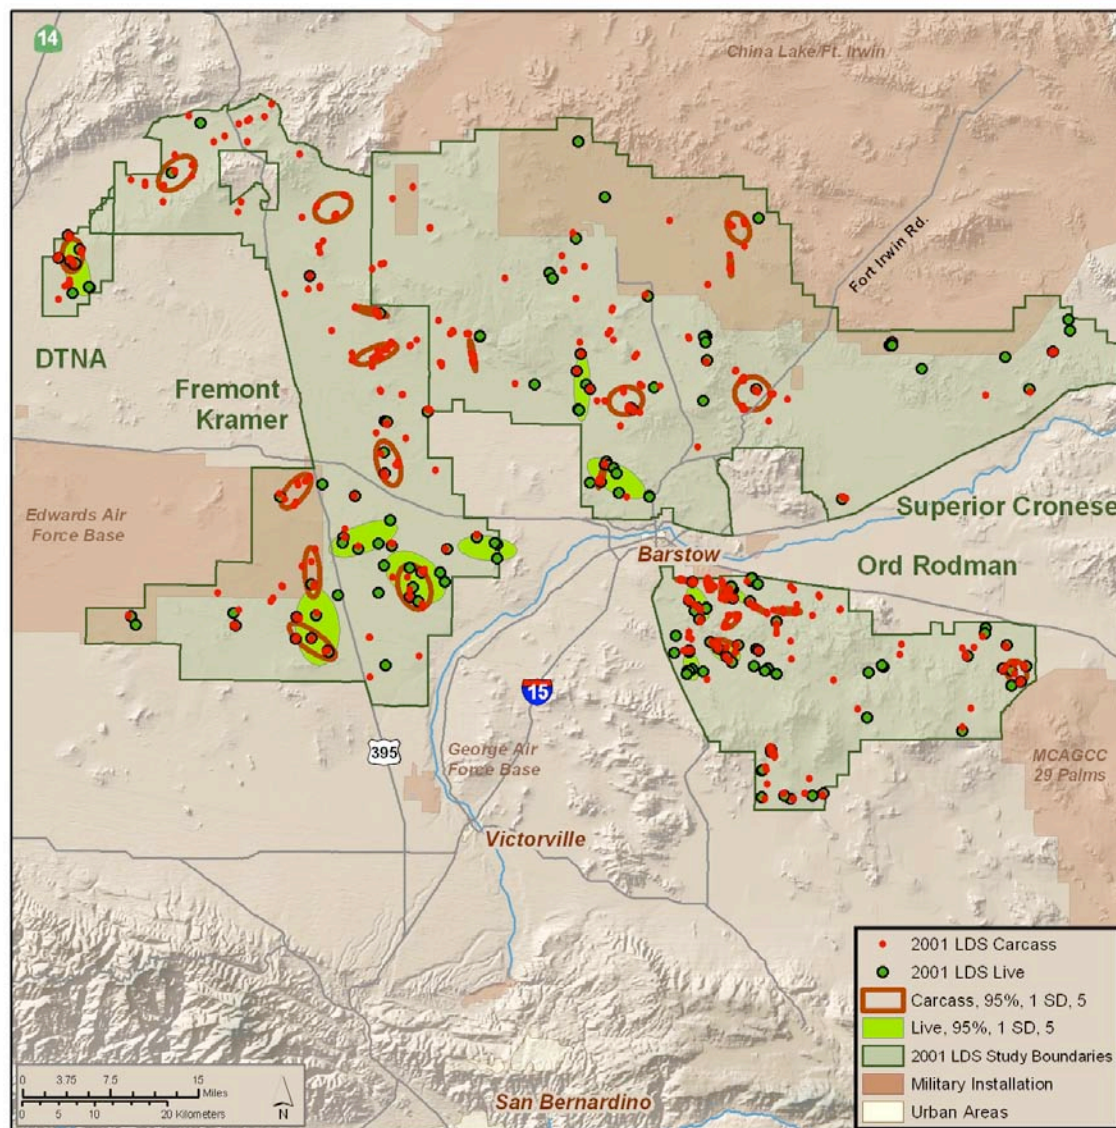 14
China Lake/Ft. Irwin
Fort Irwin Rd.
DTNA
Fremont
Kramer
Edwards Air
Force Base
Superior Cronese
Barstow
Ord Rodman
15
395
George Air
Force Base
MCAGCC
29 Palms
Victorville
2001 LDS Carcass
2001 LDS Live
Carcass, 95%, 1 SD, 5
Live, 95%, 1 SD, 5
2001 LDS Study Boundaries
Military Installation
Urban Areas
0 3.75 7.5 15
Miles
0 5 10 20 Kilometers
N
San Bernardino